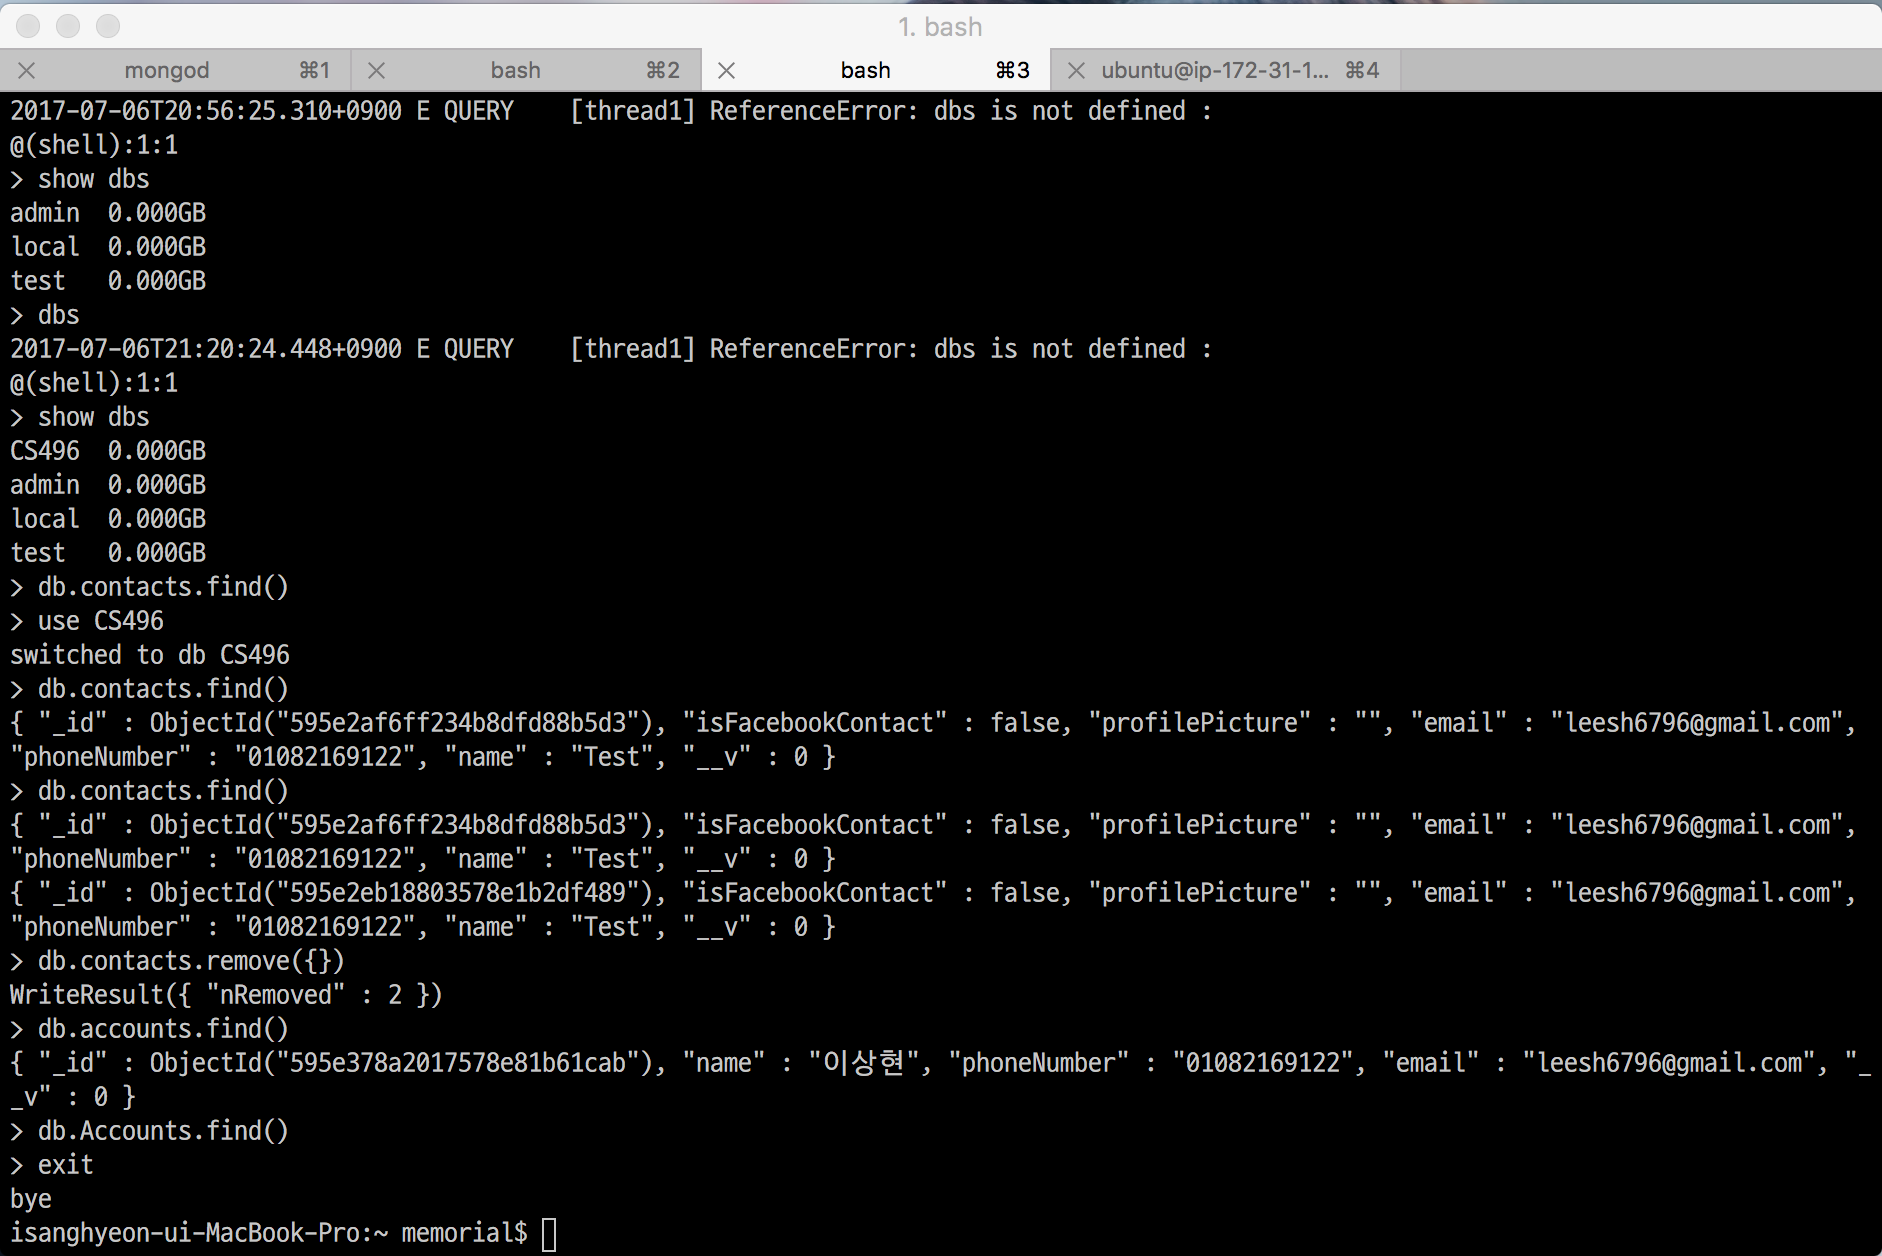 1. bash
mongod ⌘1 bash ⌘2 bash ⌘3 ubuntu@ip-172-31-1... ⌘4
2017-07-06T20:56:25.310+0900 E QUERY    [thread1] ReferenceError: dbs is not defined :
@(shell):1:1
> show dbs
admin  0.000GB
local  0.000GB
test   0.000GB
> dbs
2017-07-06T21:20:24.448+0900 E QUERY    [thread1] ReferenceError: dbs is not defined :
@(shell):1:1
> show dbs
CS496  0.000GB
admin  0.000GB
local  0.000GB
test   0.000GB
> db.contacts.find()
> use CS496
switched to db CS496
> db.contacts.find()
{ "_id" : ObjectId("595e2af6ff234b8dfd88b5d3"), "isFacebookContact" : false, "profilePicture" : "", "email" : "leesh6796@gmail.com",
"phoneNumber" : "01082169122", "name" : "Test", "__v" : 0 }
> db.contacts.find()
{ "_id" : ObjectId("595e2af6ff234b8dfd88b5d3"), "isFacebookContact" : false, "profilePicture" : "", "email" : "leesh6796@gmail.com",
"phoneNumber" : "01082169122", "name" : "Test", "__v" : 0 }
{ "_id" : ObjectId("595e2eb18803578e1b2df489"), "isFacebookContact" : false, "profilePicture" : "", "email" : "leesh6796@gmail.com",
"phoneNumber" : "01082169122", "name" : "Test", "__v" : 0 }
> db.contacts.remove({})
WriteResult({ "nRemoved" : 2 })
> db.accounts.find()
{ "_id" : ObjectId("595e378a2017578e81b61cab"), "name" : "이상현", "phoneNumber" : "01082169122", "email" : "leesh6796@gmail.com", "_
_v" : 0 }
> db.Accounts.find()
> exit
bye
isanghyeon-ui-MacBook-Pro:~ memorial$